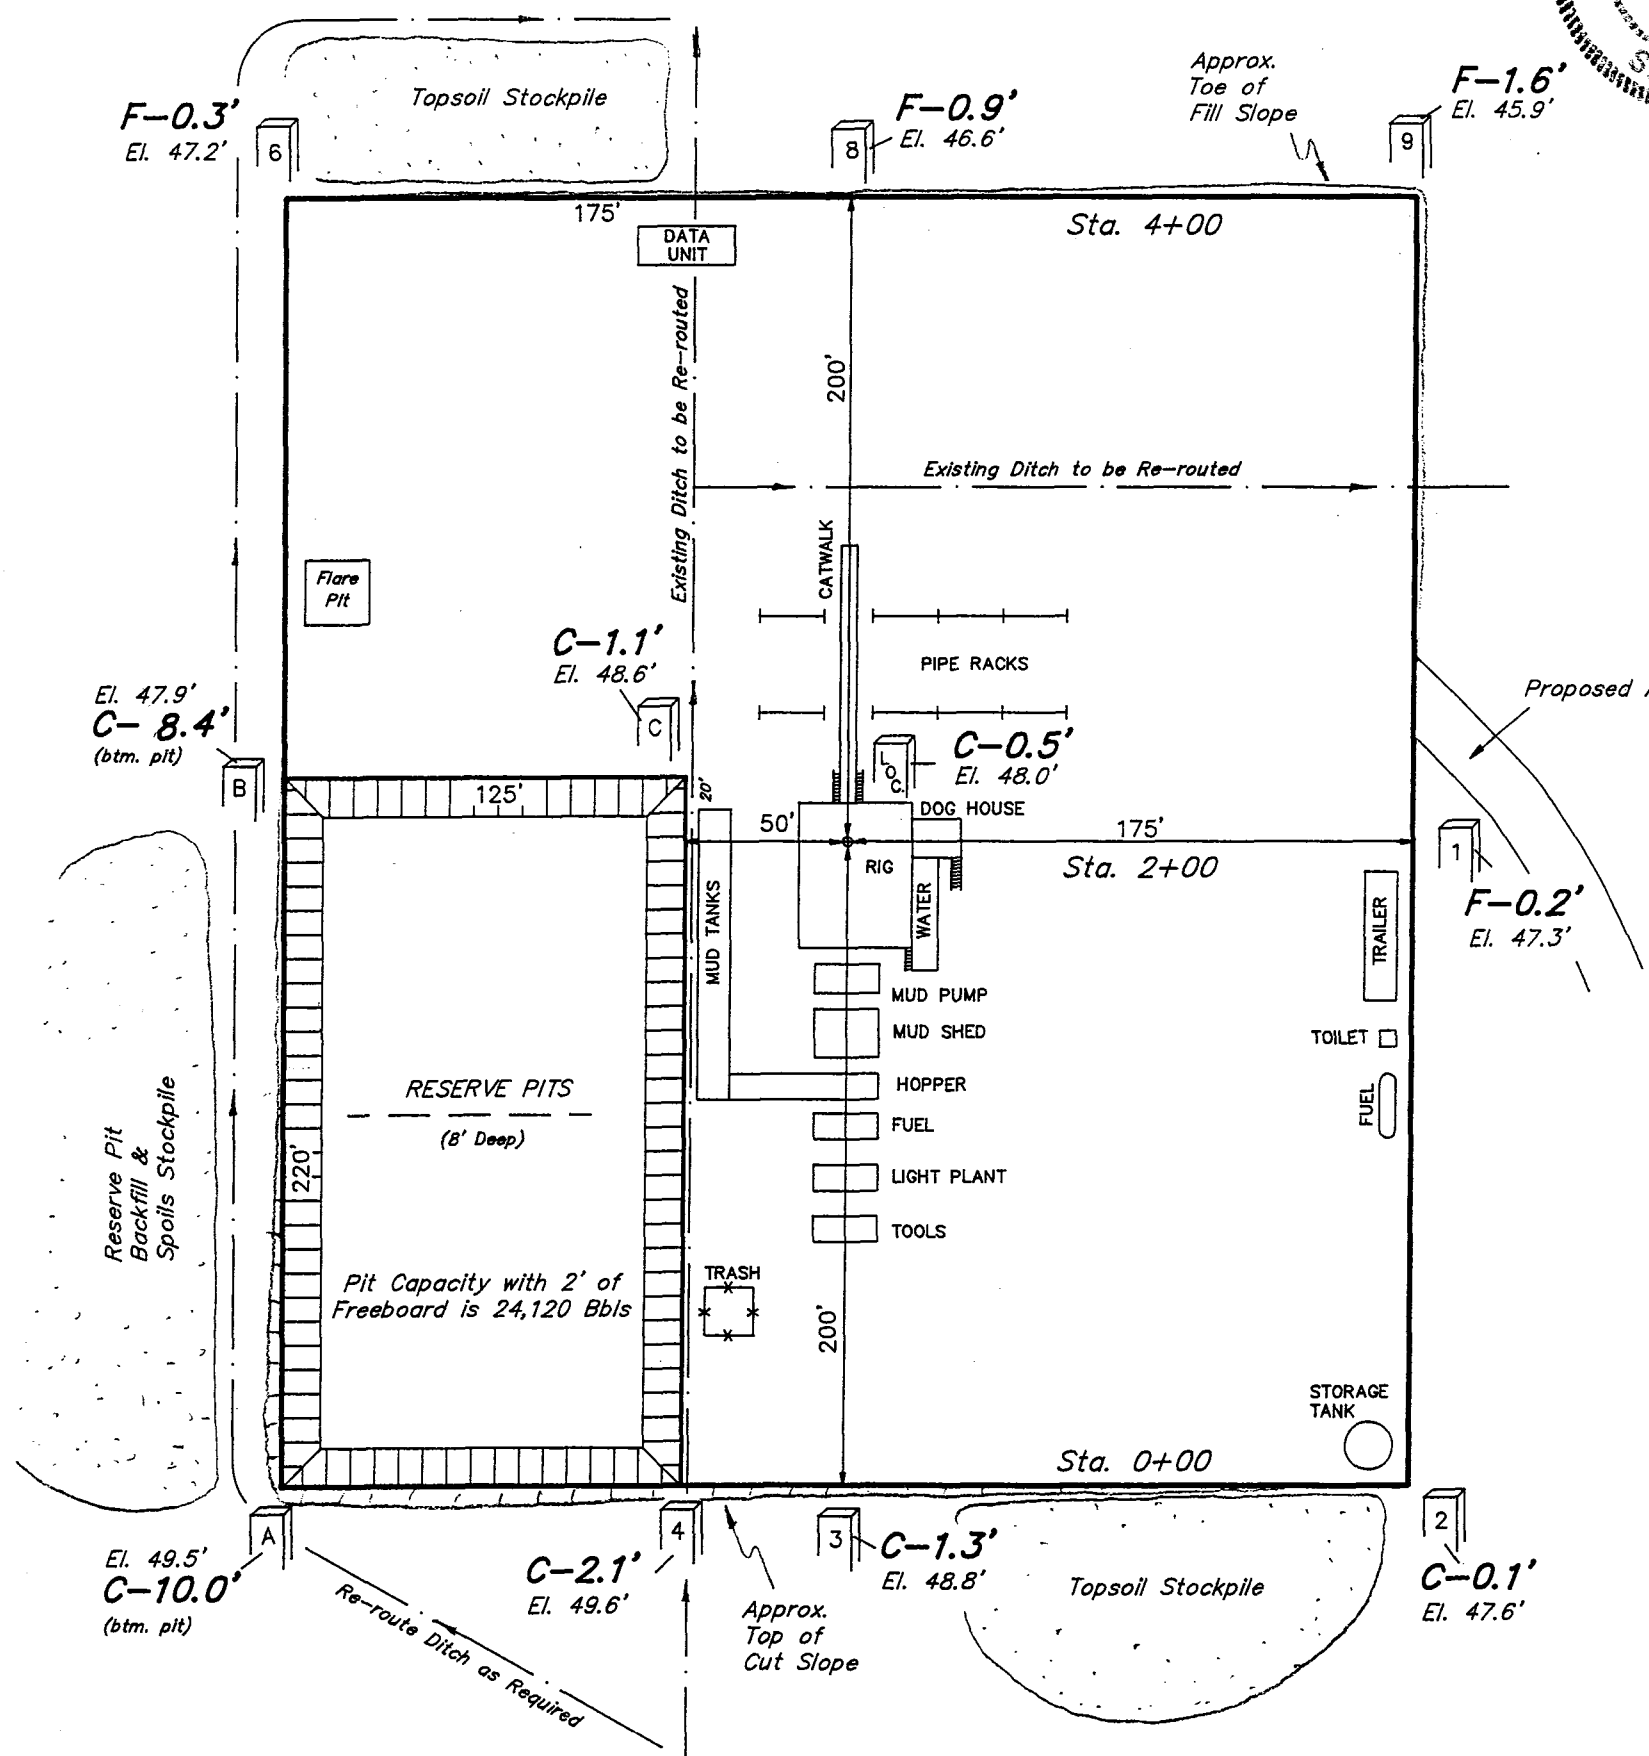 Topsoil Stockpile
F-0.3'
El. 47.2'
6
F-0.9'
El. 46.6'
8
Approx.
Toe of
Fill Slope
F-1.6'
El. 45.9'
9
S
175'
DATA
UNIT
Sta. 4+00
Existing Ditch to be Re-routed
200'
Existing Ditch to be Re-routed
CATWALK
Flare
Pit
C-1.1'
El. 48.6'
C
PIPE RACKS
Proposed
El. 47.9'
C- 8.4'
(btm. pit)
B
LOC.
C-0.5'
El. 48.0'
125'
20'
50'
DOG HOUSE
175'
Sta. 2+00
1
RIG
F-0.2'
El. 47.3'
MUD TANKS
WATER
TRAILER
MUD PUMP
MUD SHED
TOILET
RESERVE PITS
(8' Deep)
HOPPER
FUEL
FUEL
Reserve Pit
Backfill &
Spoils Stockpile
220'
LIGHT PLANT
TOOLS
TRASH
Pit Capacity with 2' of
Freeboard is 24,120 Bbls
200'
STORAGE
TANK
Sta. 0+00
A
El. 49.5'
C-10.0'
(btm. pit)
4
C-2.1'
El. 49.6'
3
C-1.3'
El. 48.8'
2
C-0.1'
El. 47.6'
Topsoil Stockpile
Re-route Ditch as Required
Approx.
Top of
Cut Slope